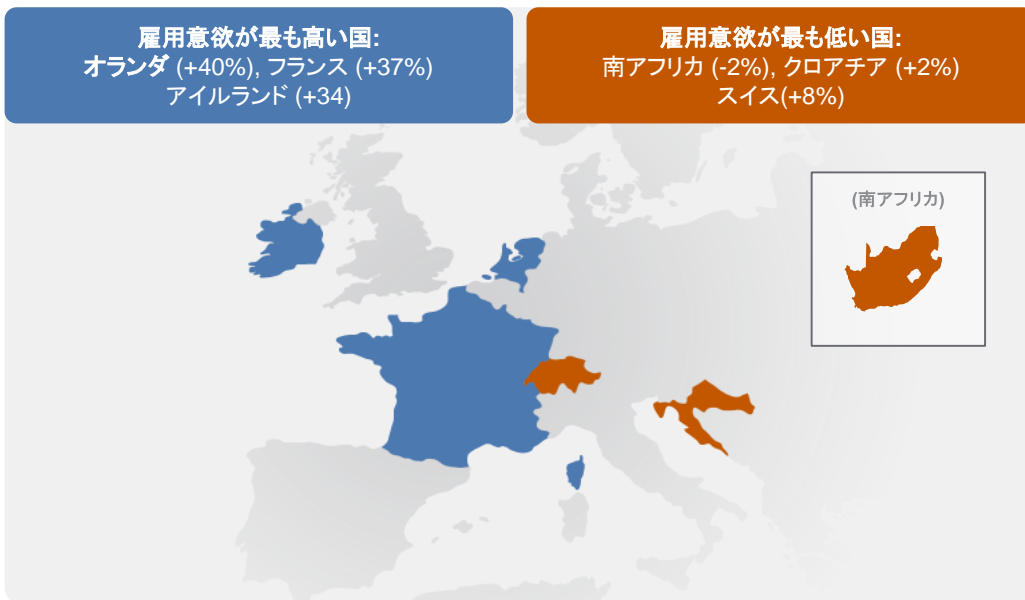 雇用意欲が最も高い国:
オランダ (+40%), フランス (+37%)
アイルランド (+34)
雇用意欲が最も低い国:
南アフリカ (-2%), クロアチア (+2%)
スイス(+8%)
(南アフリカ)